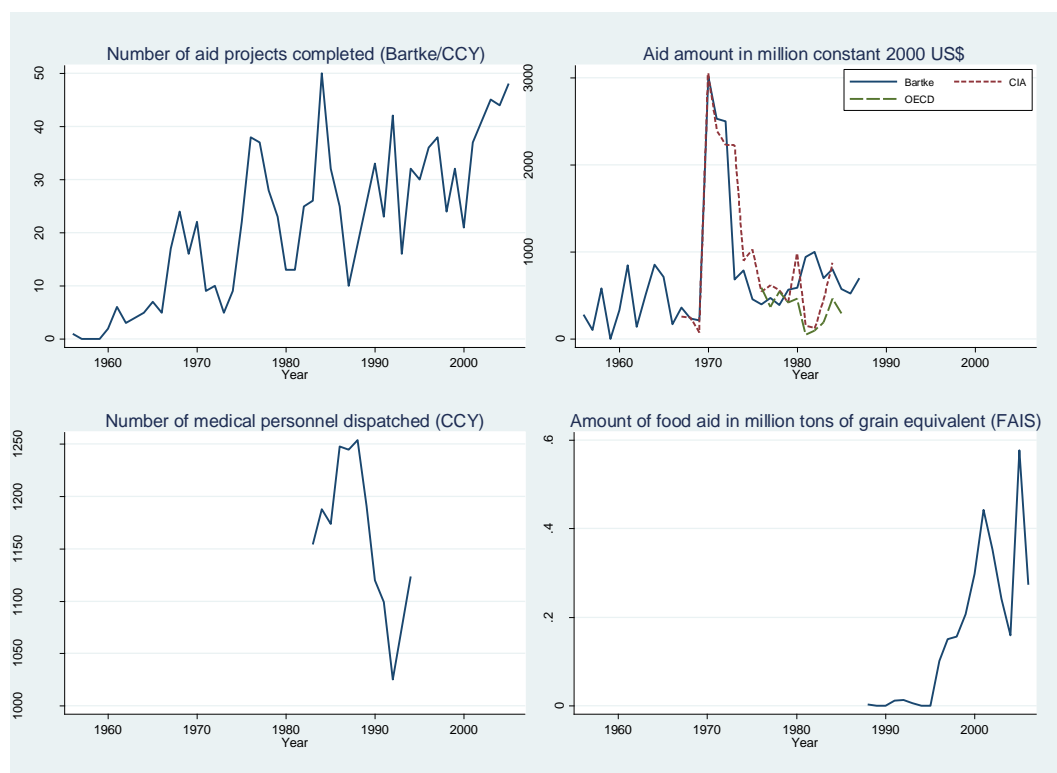 Number of aid projects completed (Bartke/CCY)
50
40
30
20
10
0
1960 1970 1980 1990 2000
Year
Aid amount in million constant 2000 US$
Bartke CIA
OECD
3000
2000
1000
0
1960 1970 1980 1990 2000
Year
Number of medical personnel dispatched (CCY)
1250
1200
1150
1100
1050
1000
1960 1970 1980 1990 2000
Year
Amount of food aid in million tons of grain equivalent (FAIS)
.6
.4
.2
0
1960 1970 1980 1990 2000
Year